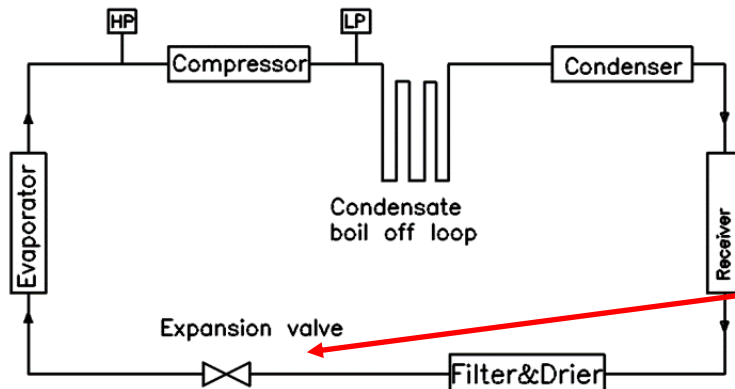 HP
LP
Compressor
Condenser
Evaporator
Condensate
boil off loop
Receiver
Expansion valve
Filter&Drier